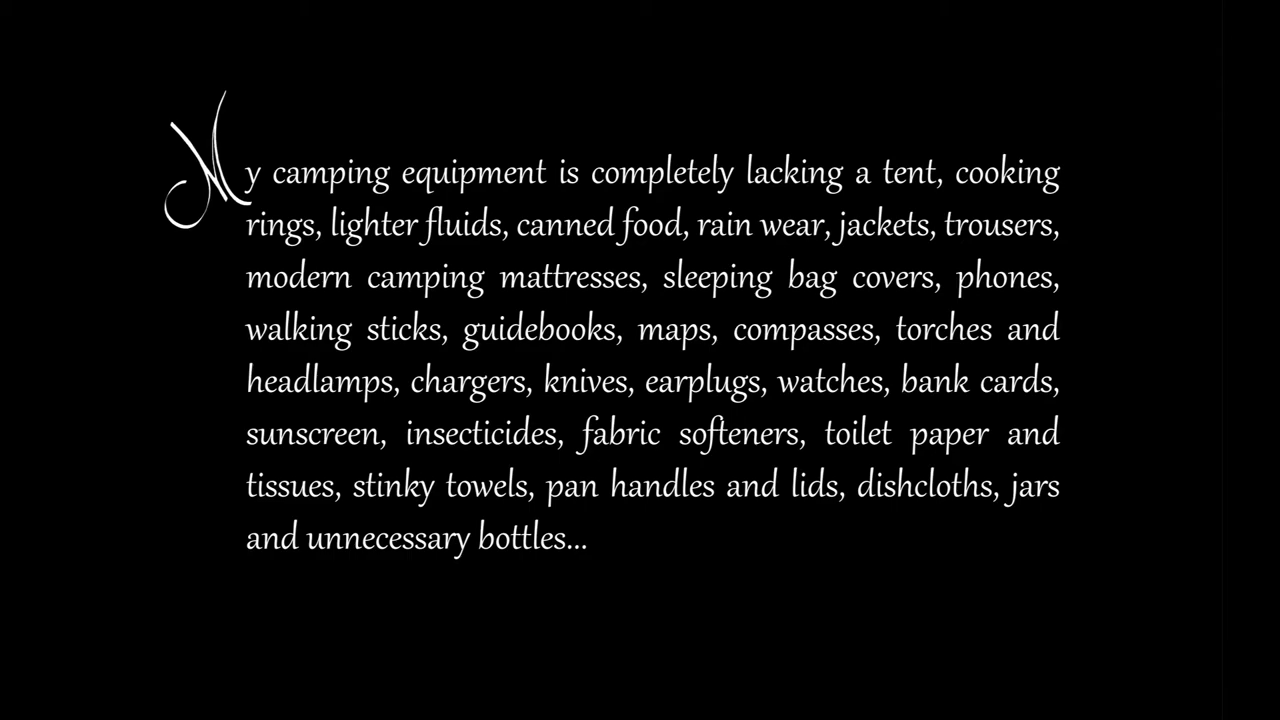 My camping equipment is completely lacking a tent, cooking
rings, lighter fluids, canned food, rain wear, jackets, trousers,
modern camping mattresses, sleeping bag covers, phones,
walking sticks, guidebooks, maps, compasses, torches and
headlamps, chargers, knives, earplugs, watches, bank cards,
sunscreen, insecticides, fabric softeners, toilet paper and
tissues, stinky towels, pan handles and lids, dishcloths, jars
and unnecessary bottles...